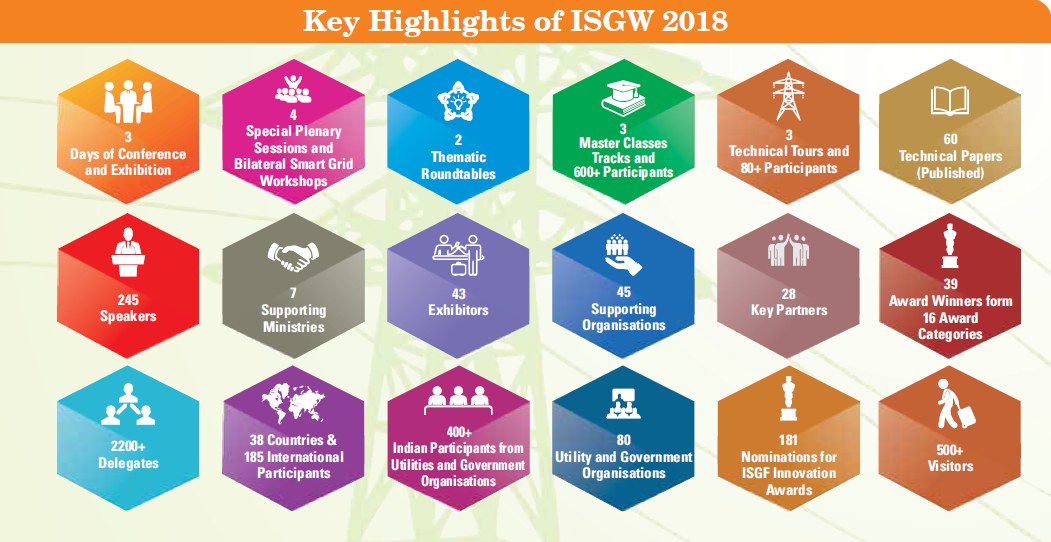 Key Highlights of ISGW 2018
3
Days of Conference
and Exhibition
4
Special Plenary
Sessions and
Bilateral Smart Grid
Workshops
2
Thematic
Roundtables
3
Master Classes
Tracks and
600+ Participants
3
Technical Tours and
80+ Participants
60
Technical Papers
(Published)
245
Speakers
7
Supporting
Ministries
43
Exhibitors
45
Supporting
Organisations
28
Key Partners
39
Award Winners form
16 Award
Categories
2200+
Delegates
38 Countries &
185 International
Participants
400+
Indian Participants from
Utilities and Government
Organisations
80
Utility and Government
Organisations
181
Nominations for
ISGF Innovation
Awards
500+
Visitors